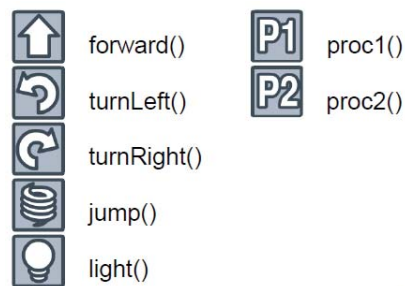 forward()
turnLeft()
turnRight()
jump()
light()
P1 proc1()
P2 proc2()